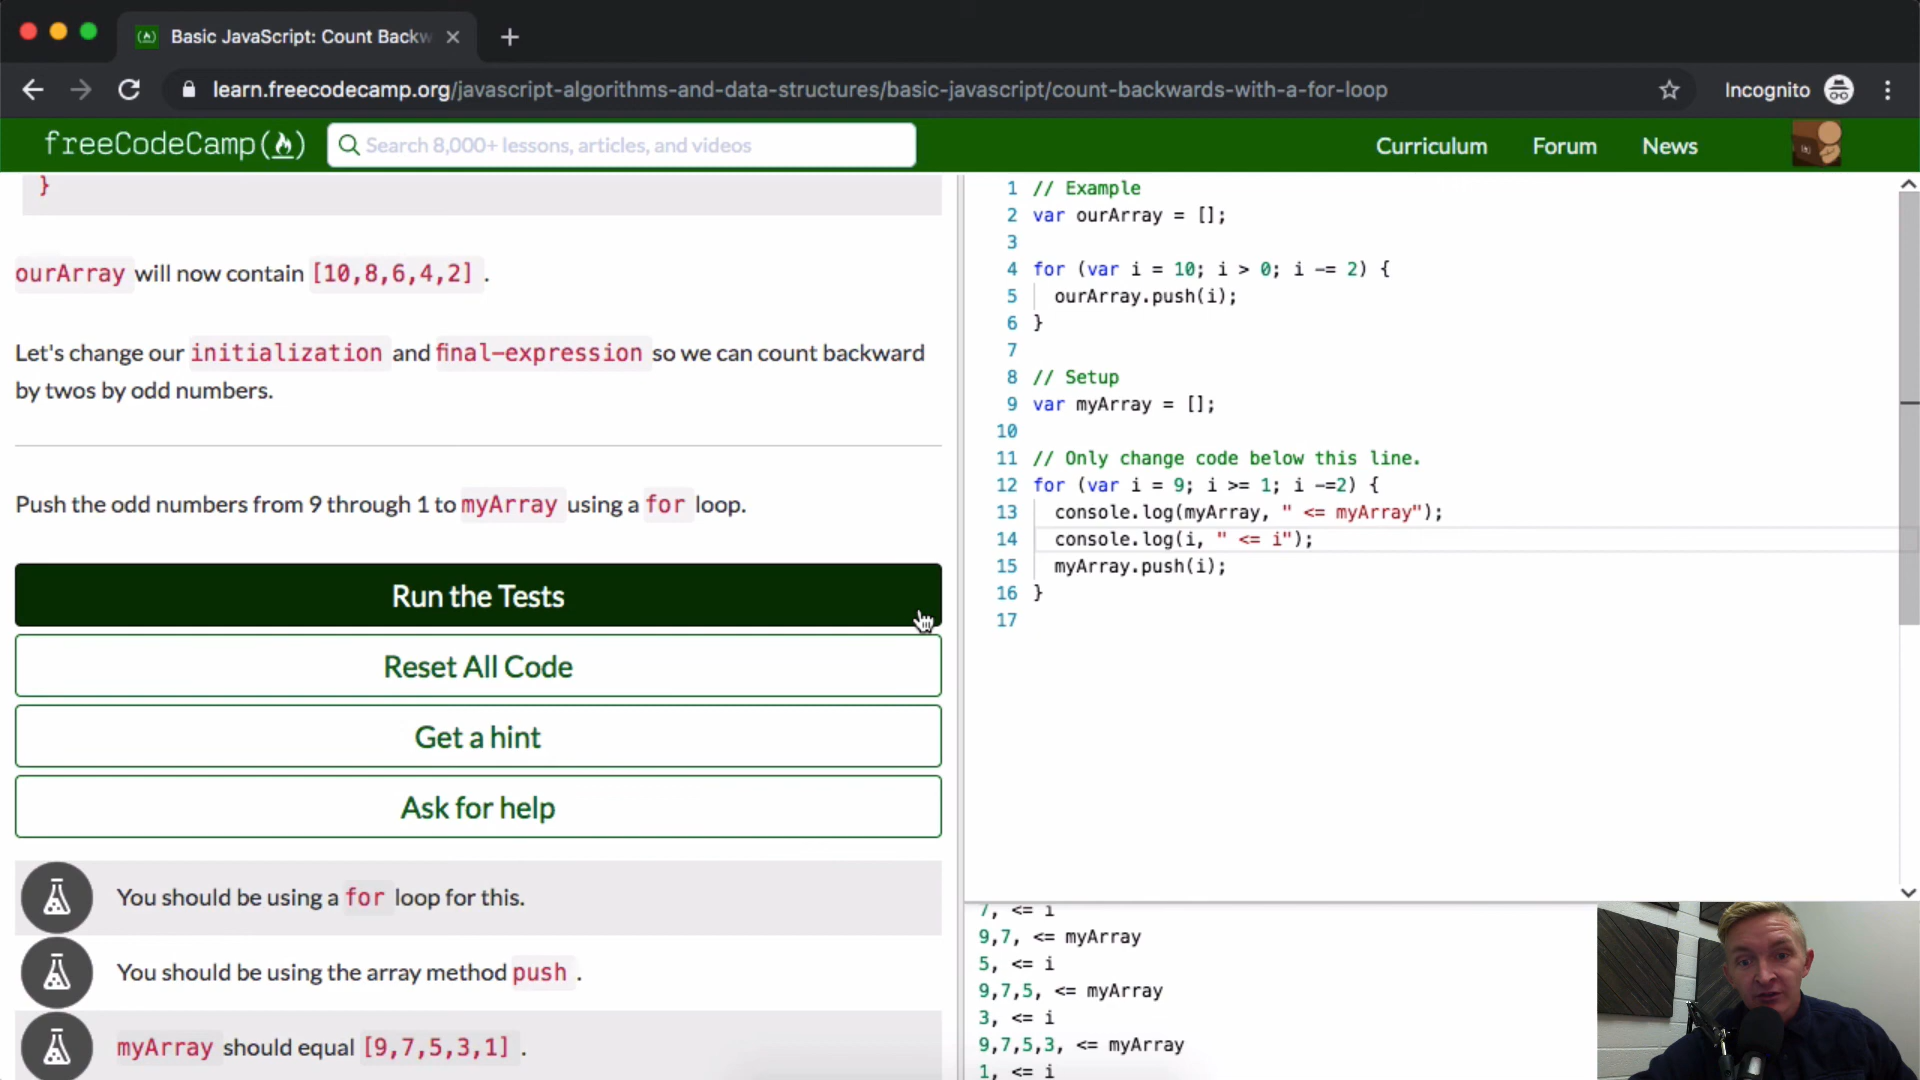 Basic JavaScript: Count Backw
learn.freecodecamp.org/javascript-algorithms-and-data-structures/basic-javascript/count-backwards-with-a-for-loop
Incognito
freeCodeCamp
Search 8,000+ lessons, articles, and videos
Curriculum
Forum
News
}
ourArray will now contain [10,8,6,4,2] .
Let's change our initialization and final-expression so we can count backward
by twos by odd numbers.
Push the odd numbers from 9 through 1 to myArray using a for loop.
Run the Tests
Reset All Code
Get a hint
Ask for help
You should be using a for loop for this.
You should be using the array method push .
myArray should equal [9,7,5,3,1] .
1 // Example
2 var ourArray = [];
3
4 for (var i = 10; i > 0; i -= 2) {
5 ourArray.push(i);
6 }
7
8 // Setup
9 var myArray = [];
10
11 // Only change code below this line.
12 for (var i = 9; i >= 1; i -=2) {
13 console.log(myArray, " <= myArray");
14 console.log(i, " <= i");
15 myArray.push(i);
16 }
17
7, <= i
9,7, <= myArray
5, <= i
9,7,5, <= myArray
3, <= i
9,7,5,3, <= myArray
1, <= i